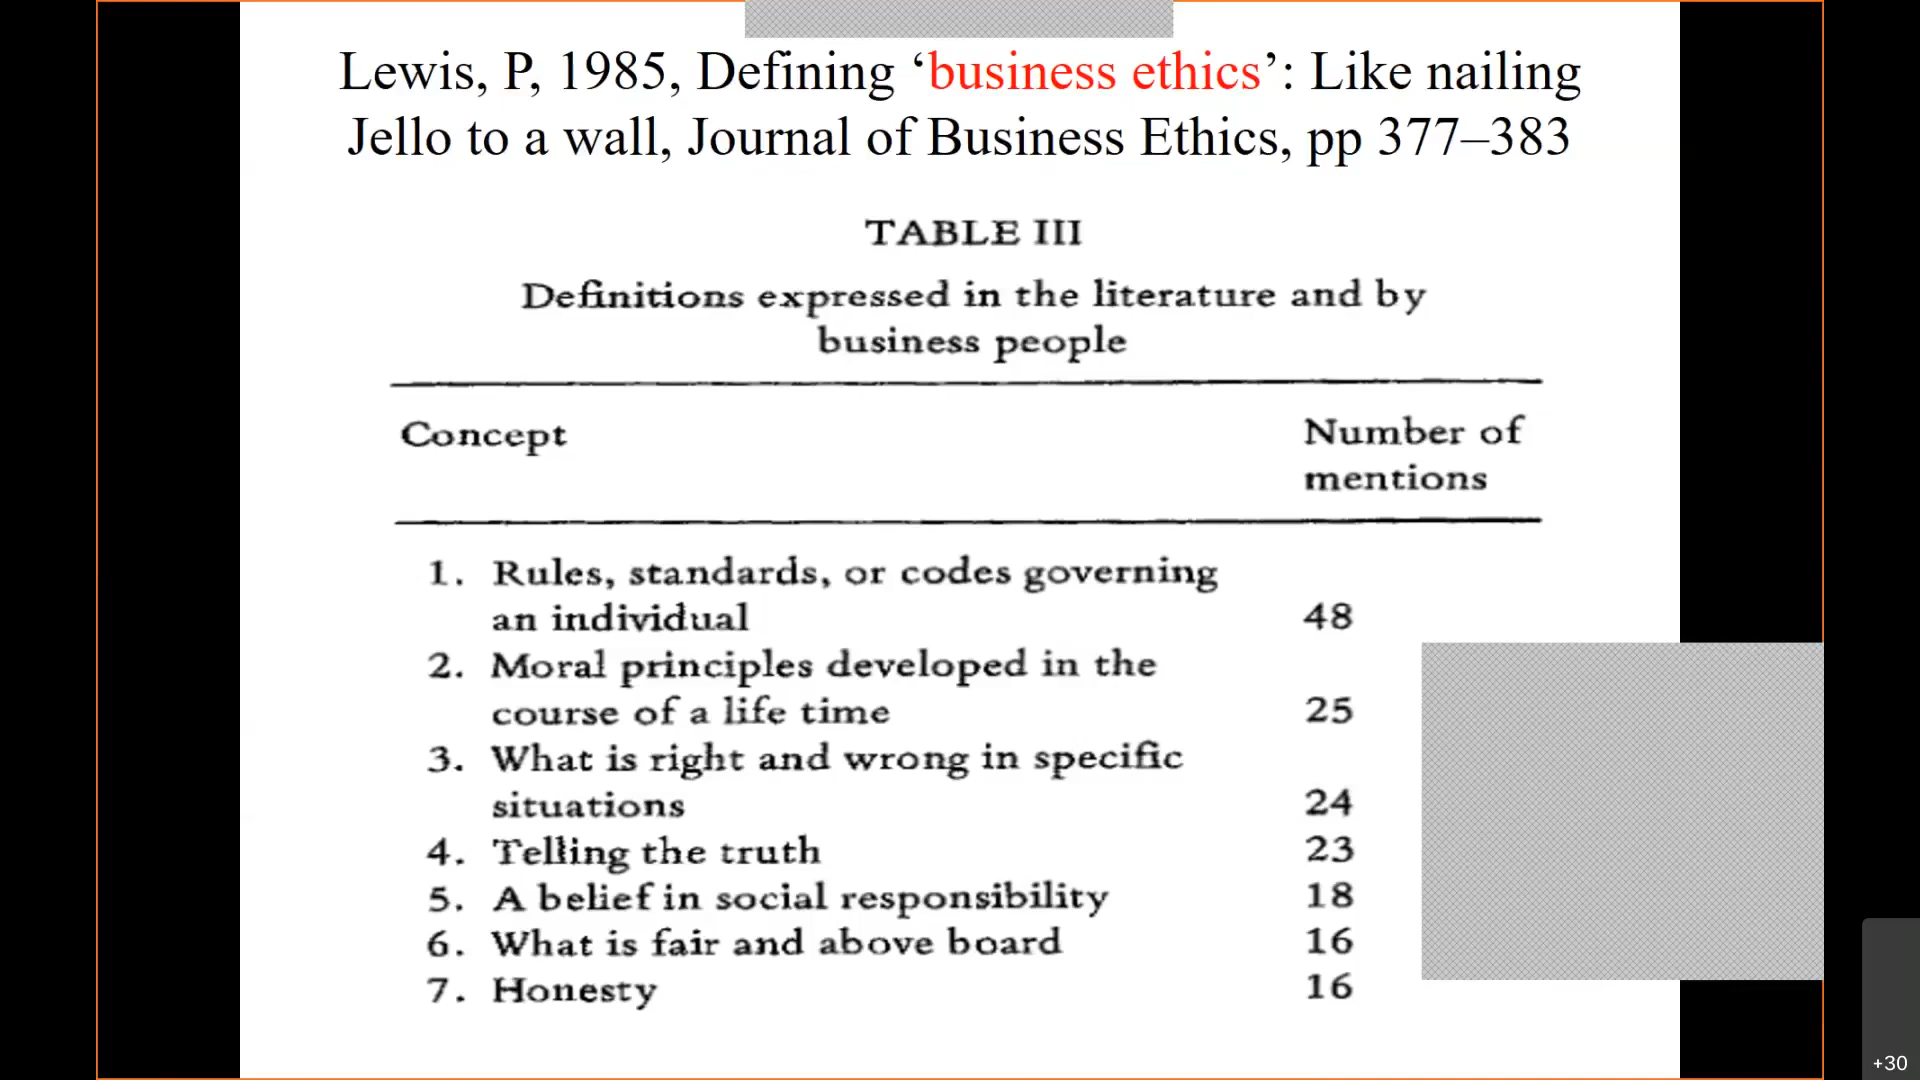 Lewis, P, 1985, Defining ‘business ethics’: Like nailing
Jello to a wall, Journal of Business Ethics, pp 377–383
TABLE III
Definitions expressed in the literature and by
business people
Concept Number of
mentions
1. Rules, standards, or codes governing
an individual 48
2. Moral principles developed in the
course of a life time 25
3. What is right and wrong in specific
situations 24
4. Telling the truth 23
5. A belief in social responsibility 18
6. What is fair and above board 16
7. Honesty 16
+30